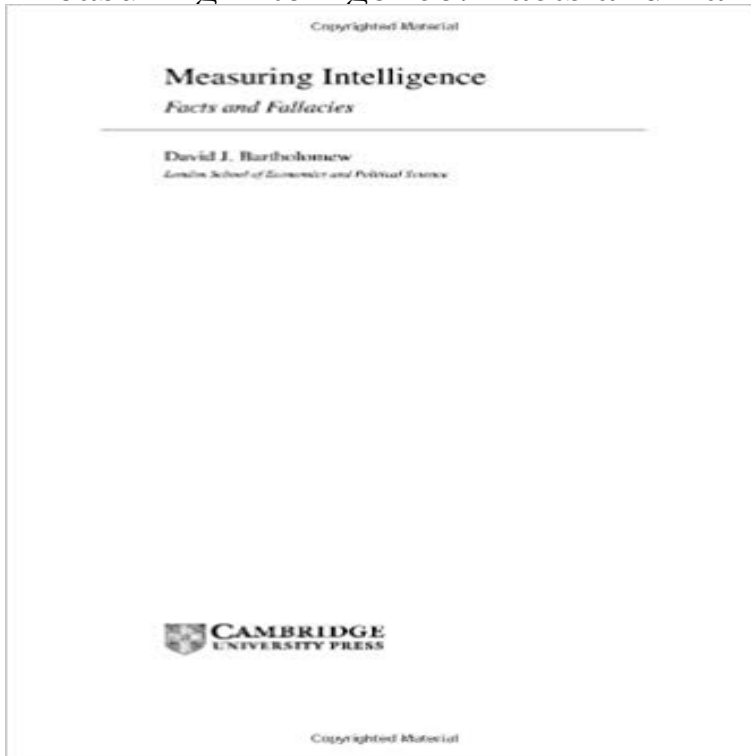 Copyrighted Material
Measuring Intelligence
Facts and Fallacies
David J. Bartholomew
London School of Economics and Political Science
CAMBRIDGE
UNIVERSITY PRESS
Copyrighted Material